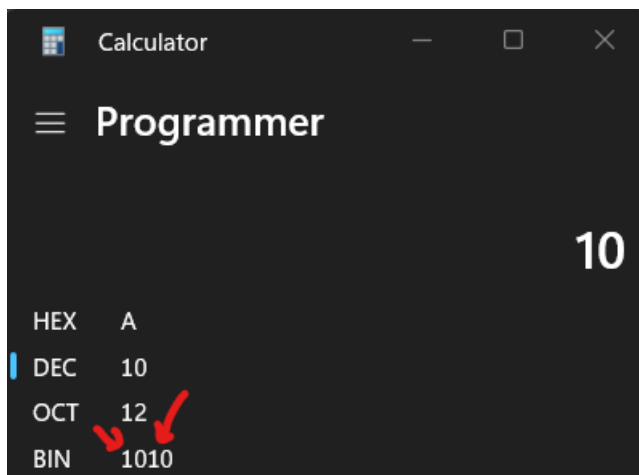 Calculator
Programmer
10
HEX A
DEC 10
OCT 12
BIN 1010